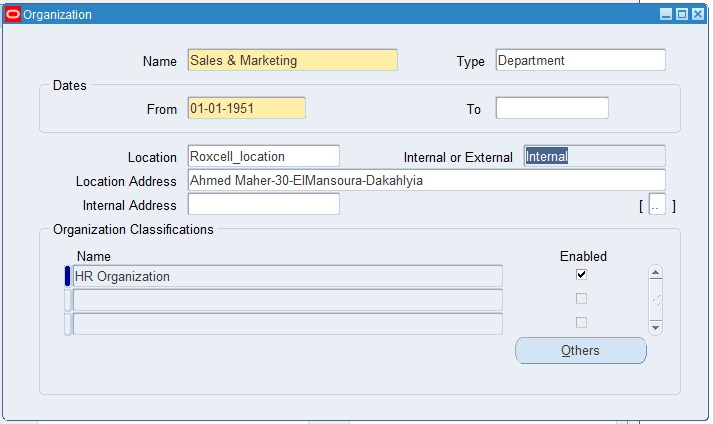 Organization
Name Sales & Marketing Type Department
Dates
From 01-01-1951 To
Location Roxcell_location Internal or External Internal
Location Address Ahmed Maher-30-ElMansoura-Dakahlyia
Internal Address [ .. ]
Organization Classifications
Name Enabled
HR Organization
Others